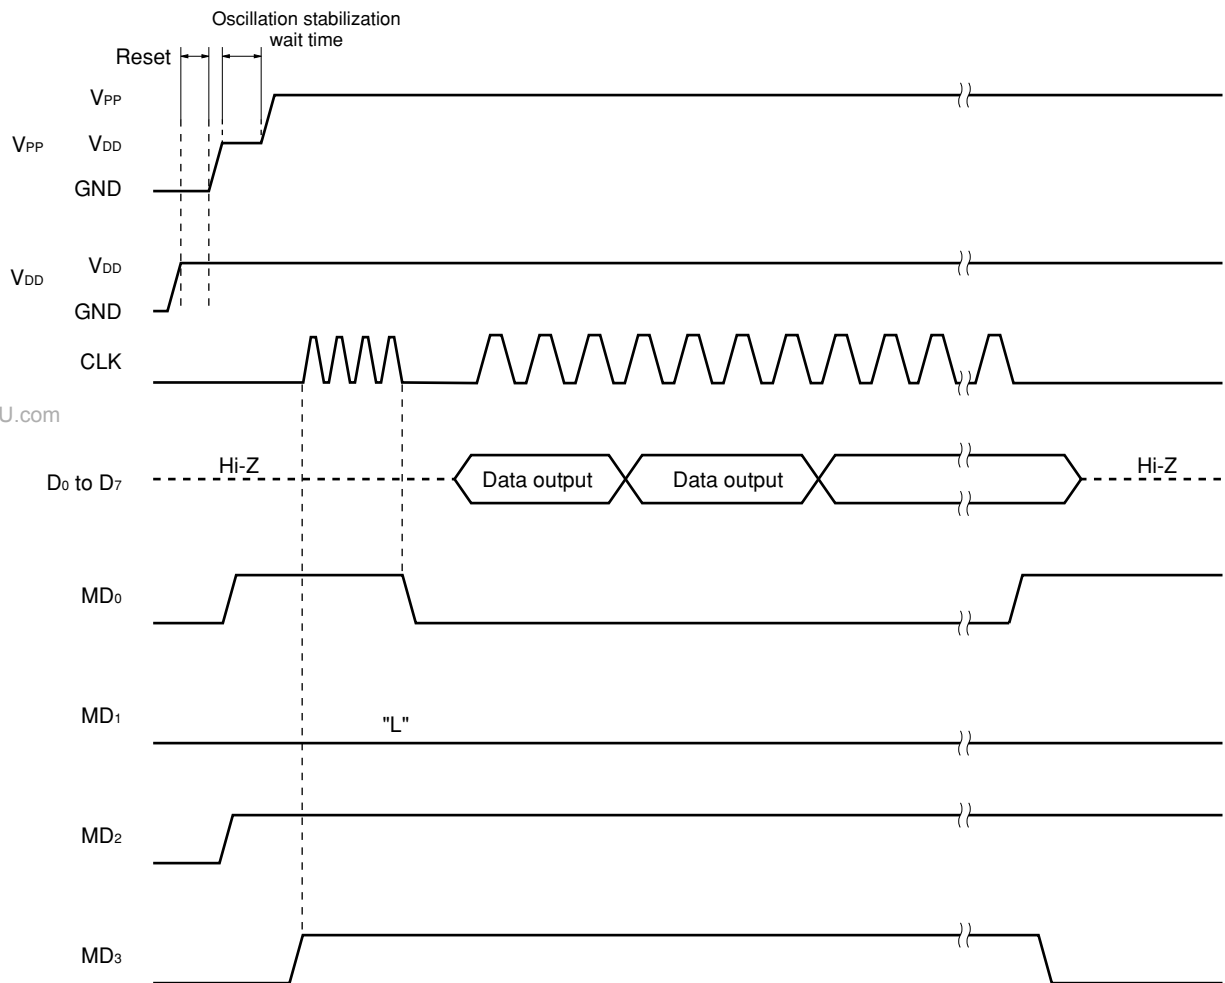 Oscillation stabilization
wait time
Reset
VPP
VPP VDD
GND
VDD
VDD
GND
CLK
U.com
Hi-Z
Hi-Z
D0 to D7
Data output
Data output
MD0
MD1
"L"
MD2
MD3